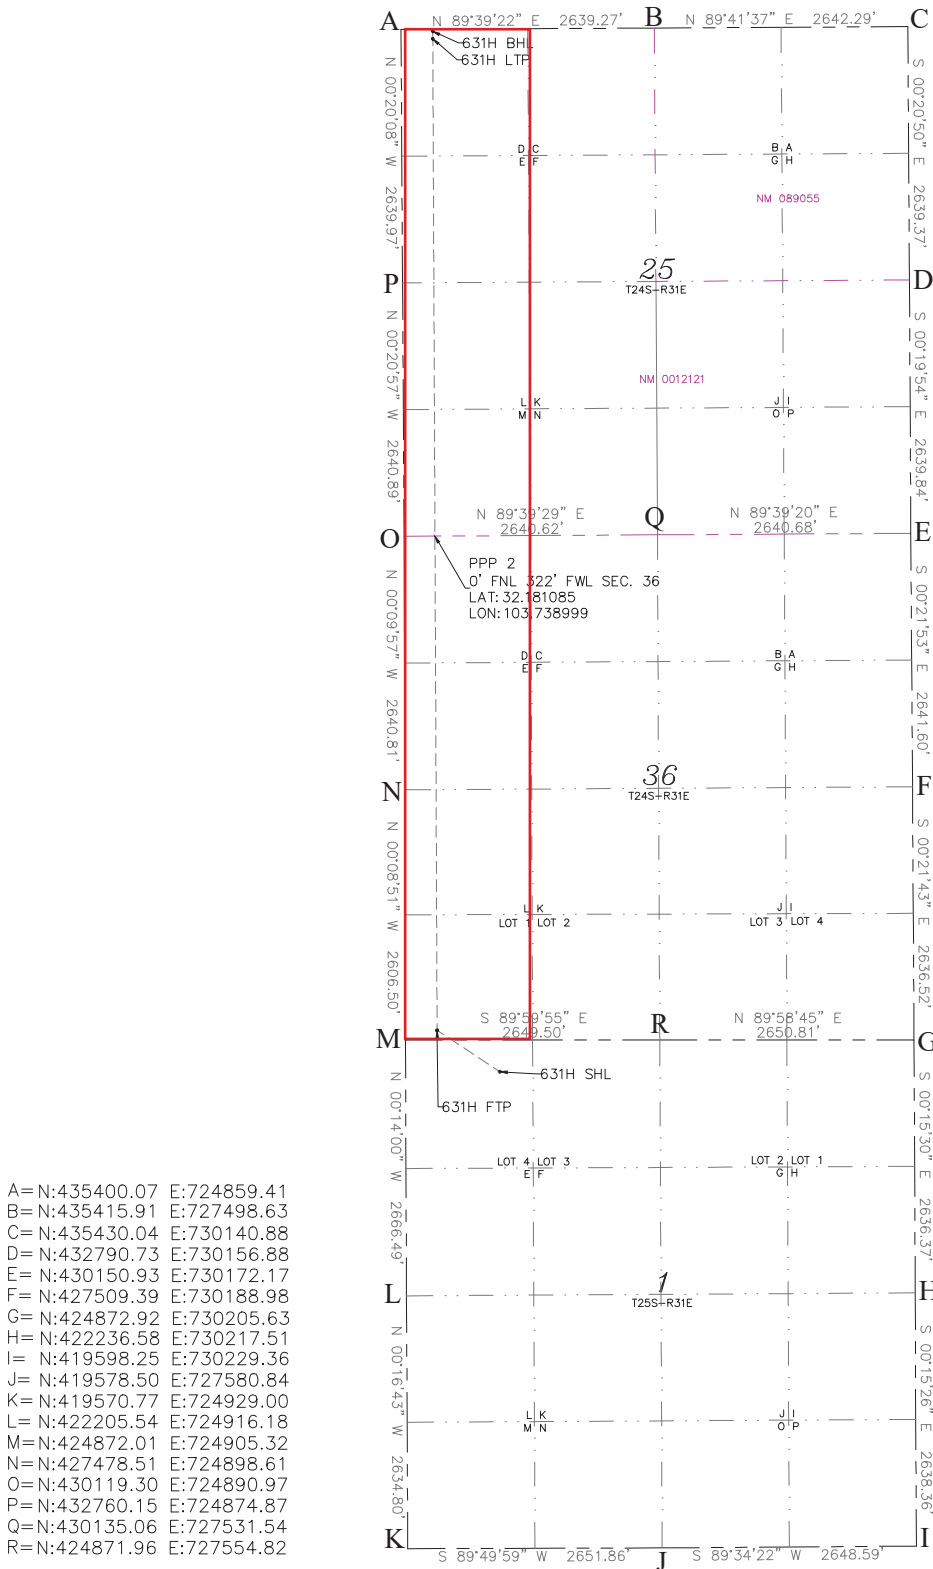 A N 89°39'22" E 2639.27' B N 89°41'37" E 2642.29' C
631H BHL
631H LTP
N 00°20'08" W 2639.97'
S 00°20'50" E 2639.37'
D C B A
E F G H
NM 089055
P 25 D
T24S-R31E
N 00°20'57" W 2640.89'
S 00°19'54" E 2639.84'
NM 0012121
L K J I
M N O P
N 89°39'29" E N 89°39'20" E
2640.62' 2640.68'
O Q E
PPP 2
0' FNL 322' FWL SEC. 36
LAT: 32.181085
LON: 103.738999
N 00°09'57" W 2640.81'
S 00°21'53" E 2641.60'
D C B A
E F G H
N 36 F
T24S-R31E
N 00°08'51" W 2606.50'
S 00°21'43" E 2636.52'
L K J I
LOT 1 LOT 2 LOT 3 LOT 4
S 89°59'55" E N 89°58'45" E
2649.50' 2650.81'
M R G
631H SHL
631H FTP
N 00°14'00" W 2666.49'
S 00°15'30" E 2636.37'
LOT 4 LOT 3 LOT 2 LOT 1
E F G H
L 1 H
T25S-R31E
N 00°16'43" W 2634.80'
S 00°15'26" E 2638.36'
L K J I
M N O P
K J I
S 89°49'59" W 2651.86' S 89°34'22" W 2648.59'
A= N:435400.07 E:724859.41
B= N:435415.91 E:727498.63
C= N:435430.04 E:730140.88
D= N:432790.73 E:730156.88
E= N:430150.93 E:730172.17
F= N:427509.39 E:730188.98
G= N:424872.92 E:730205.63
H= N:422236.58 E:730217.51
I= N:419598.25 E:730229.36
J= N:419578.50 E:727580.84
K= N:419570.77 E:724929.00
L= N:422205.54 E:724916.18
M= N:424872.01 E:724905.32
N= N:427478.51 E:724898.61
O= N:430119.30 E:724890.97
P= N:432760.15 E:724874.87
Q= N:430135.06 E:727531.54
R= N:424871.96 E:727554.82